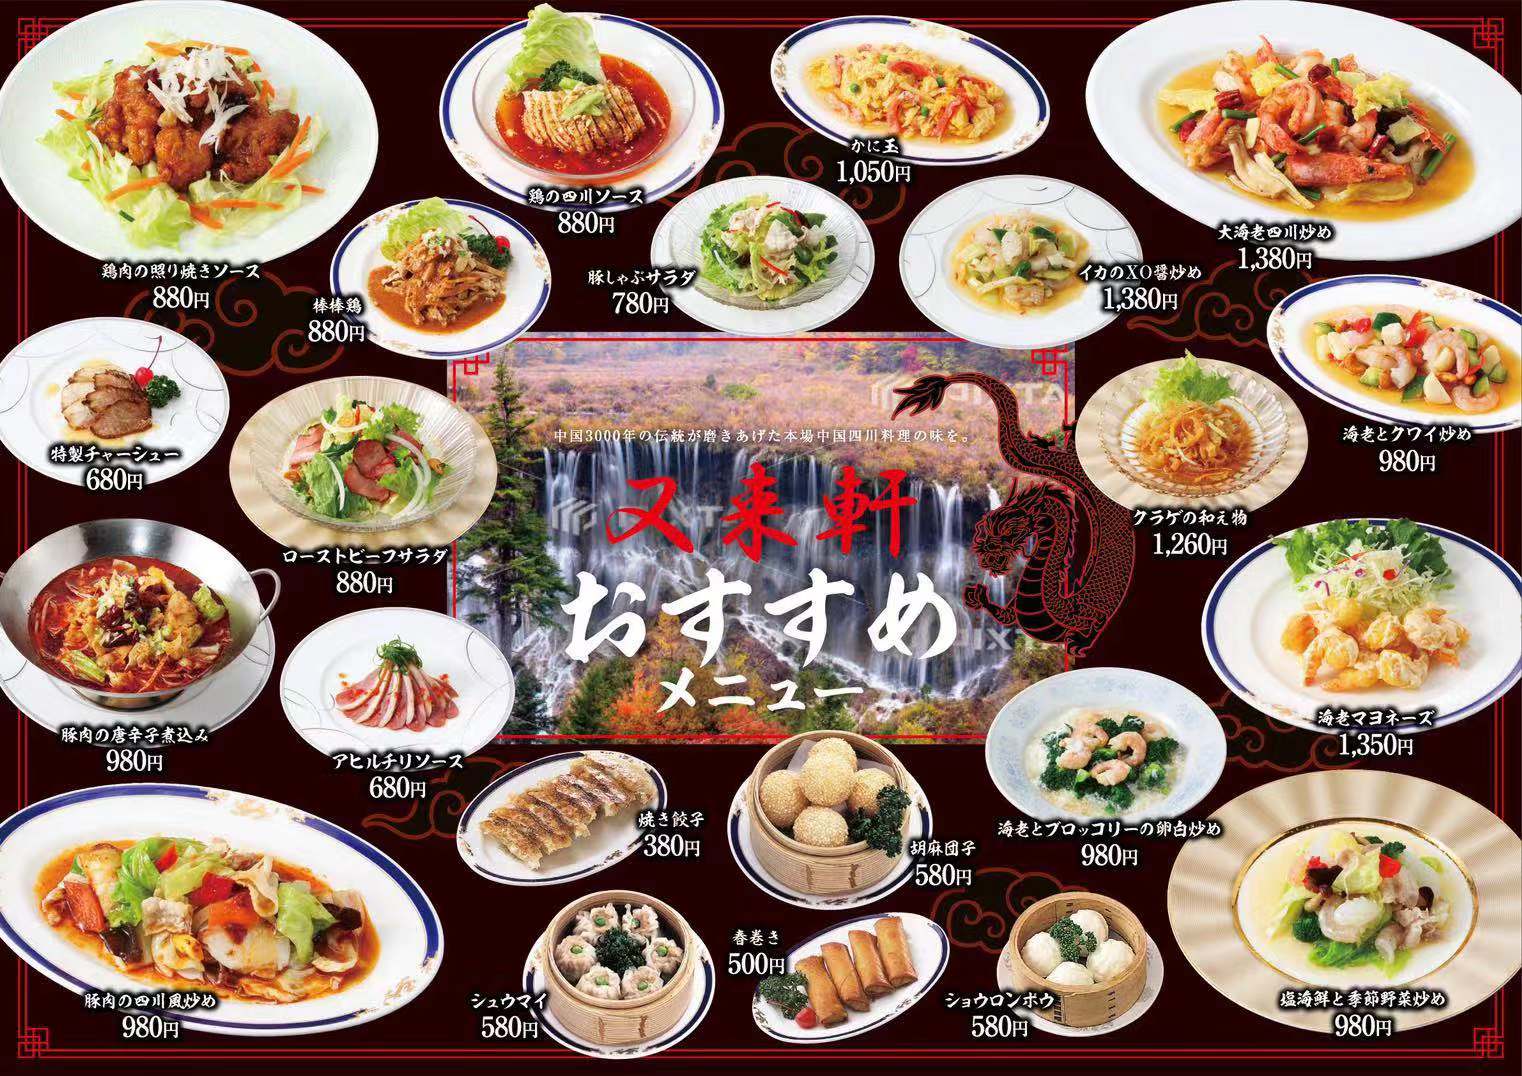 鶏肉の照り焼きソース
880円
鶏の四川ソース
880円
かに玉
1,050円
大海老四川炒め
1,380円
棒棒鶏
880円
豚しゃぶサラダ
780円
イカのXO醤炒め
1,380円
特製チャーシュー
680円
ローストビーフサラダ
880円
中国3000年の伝統が磨きあげた本場中国四川料理の味を。
又来軒
おすすめ
メニュー
クラゲの和え物
1,260円
海老とクワイ炒め
980円
豚肉の唐辛子煮込み
980円
アヒルチリソース
680円
海老マヨネーズ
1,350円
焼き餃子
380円
胡麻団子
580円
海老とブロッコリーの卵白炒め
980円
豚肉の四川風炒め
980円
シュウマイ
580円
春巻き
500円
ショウロンポウ
580円
塩海鮮と季節野菜炒め
980円